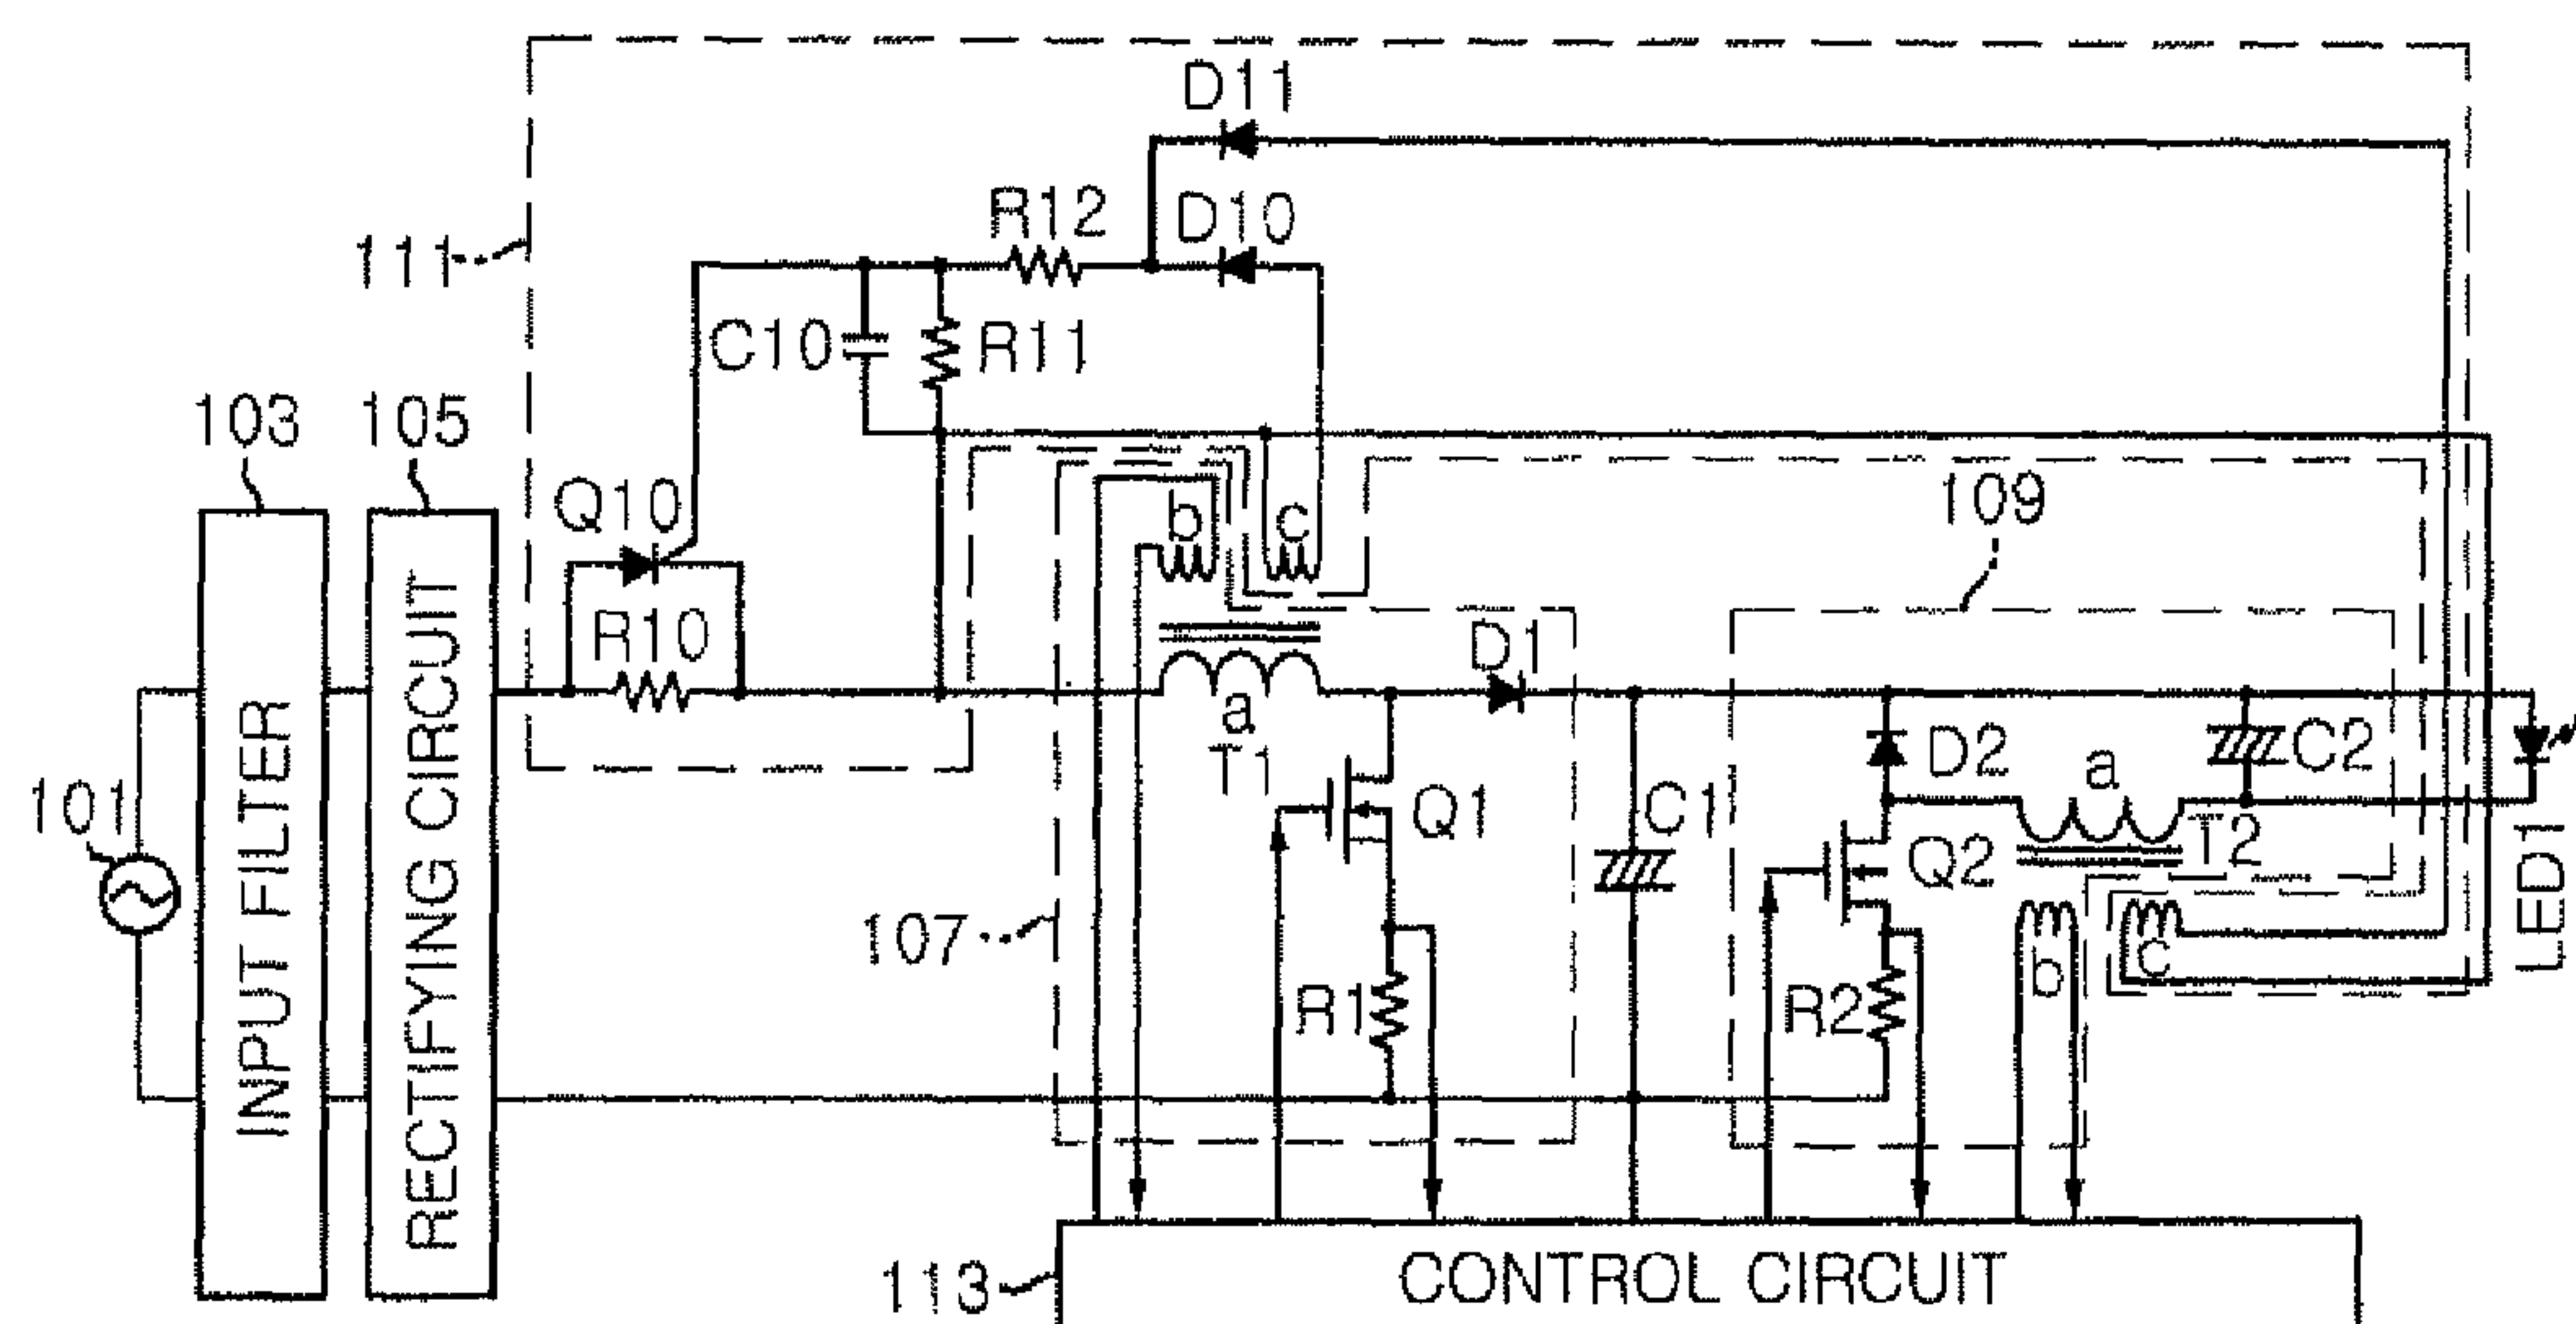 D11
R12
D10
111
C10
R11
103
105
Q10
b
c
109
R10
D1
INPUT FILTER
RECTIFYING CIRCUIT
a
T1
D2
a
C2
101
Q1
C1
Q2
T2
LED1
107
R1
R2
b
c
113
CONTROL CIRCUIT